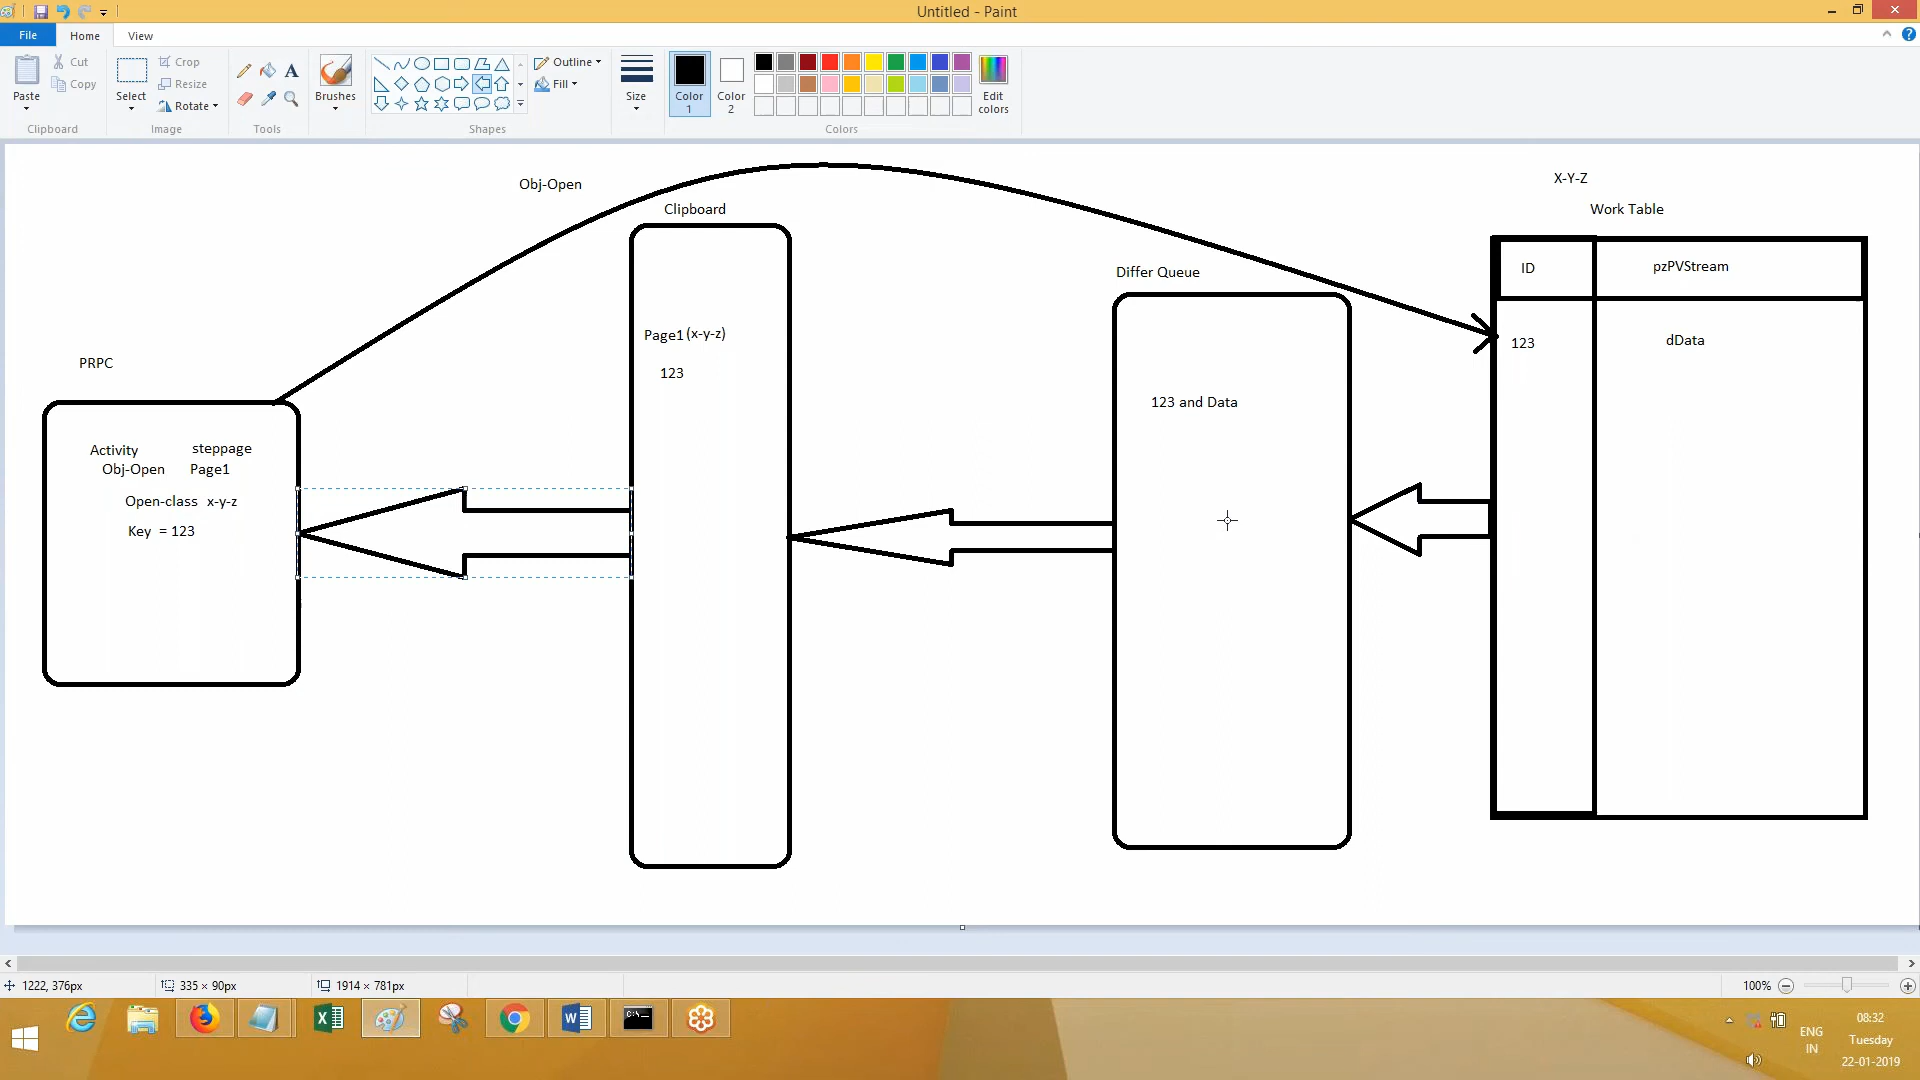 Untitled - Paint
File
Home
View
Paste
Cut
Copy
Clipboard
Select
Crop
Resize
Rotate
Image
A
Tools
Brushes
Shapes
Outline
Fill
Size
Color
1
Color
2
Edit
colors
Colors
Obj-Open
Clipboard
X-Y-Z
Work Table
Differ Queue
ID
pzPVStream
Page1 (x-y-z)
123
123
dData
PRPC
123 and Data
Activity steppage
Obj-Open Page1
Open-class x-y-z
Key = 123
1222, 376px
335 × 90px
1914 × 781px
100%
C:\_
ENG
IN
08:32
Tuesday
22-01-2019